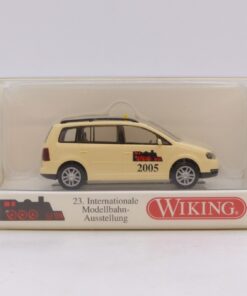 2005
23. Internationale
Modellbahn-
Ausstellung
WIKING